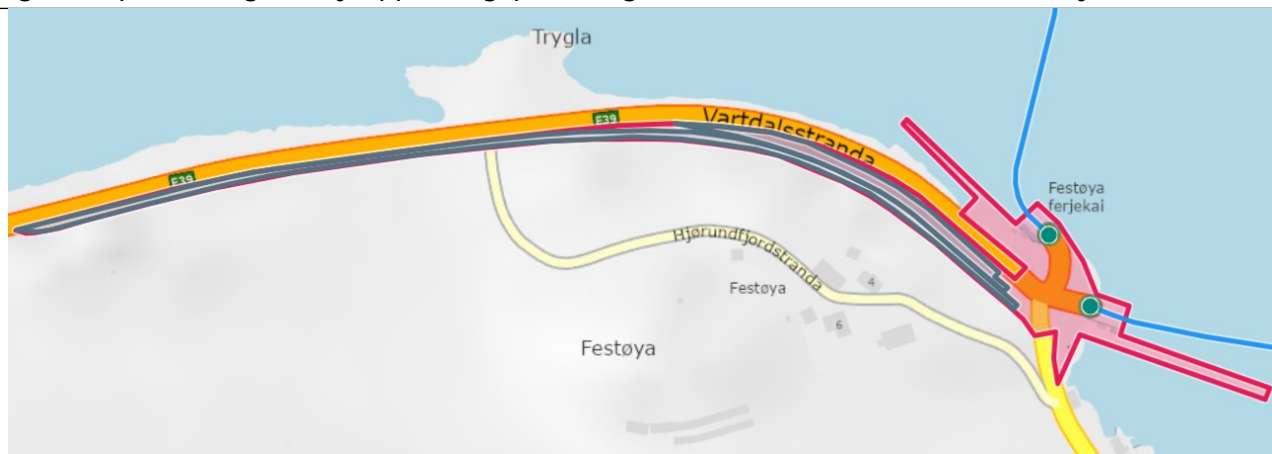 Trygla
E39
Vartdalsstranda
E39
Festøya
ferjekai
Hjørundfjordstranda
Festøya
4
6
Festøya